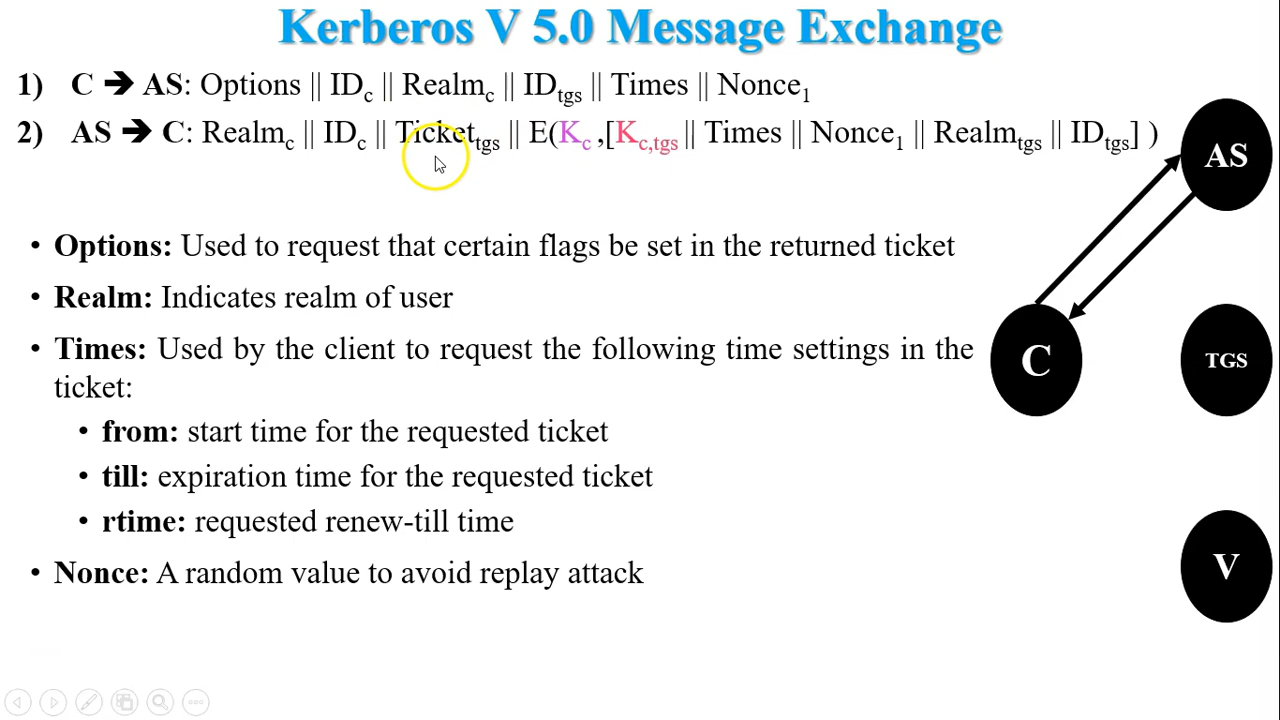 Kerberos V 5.0 Message Exchange
1) C ➔ AS: Options || IDc || Realmc || IDtgs || Times || Nonce1
2) AS ➔ C: Realmc || IDc || Tickettgs || E(Kc ,[Kc,tgs || Times || Nonce1 || Realmtgs || IDtgs] )
AS
• Options: Used to request that certain flags be set in the returned ticket
• Realm: Indicates realm of user
• Times: Used by the client to request the following time settings in the
ticket:
C
TGS
• from: start time for the requested ticket
• till: expiration time for the requested ticket
• rtime: requested renew-till time
• Nonce: A random value to avoid replay attack
V